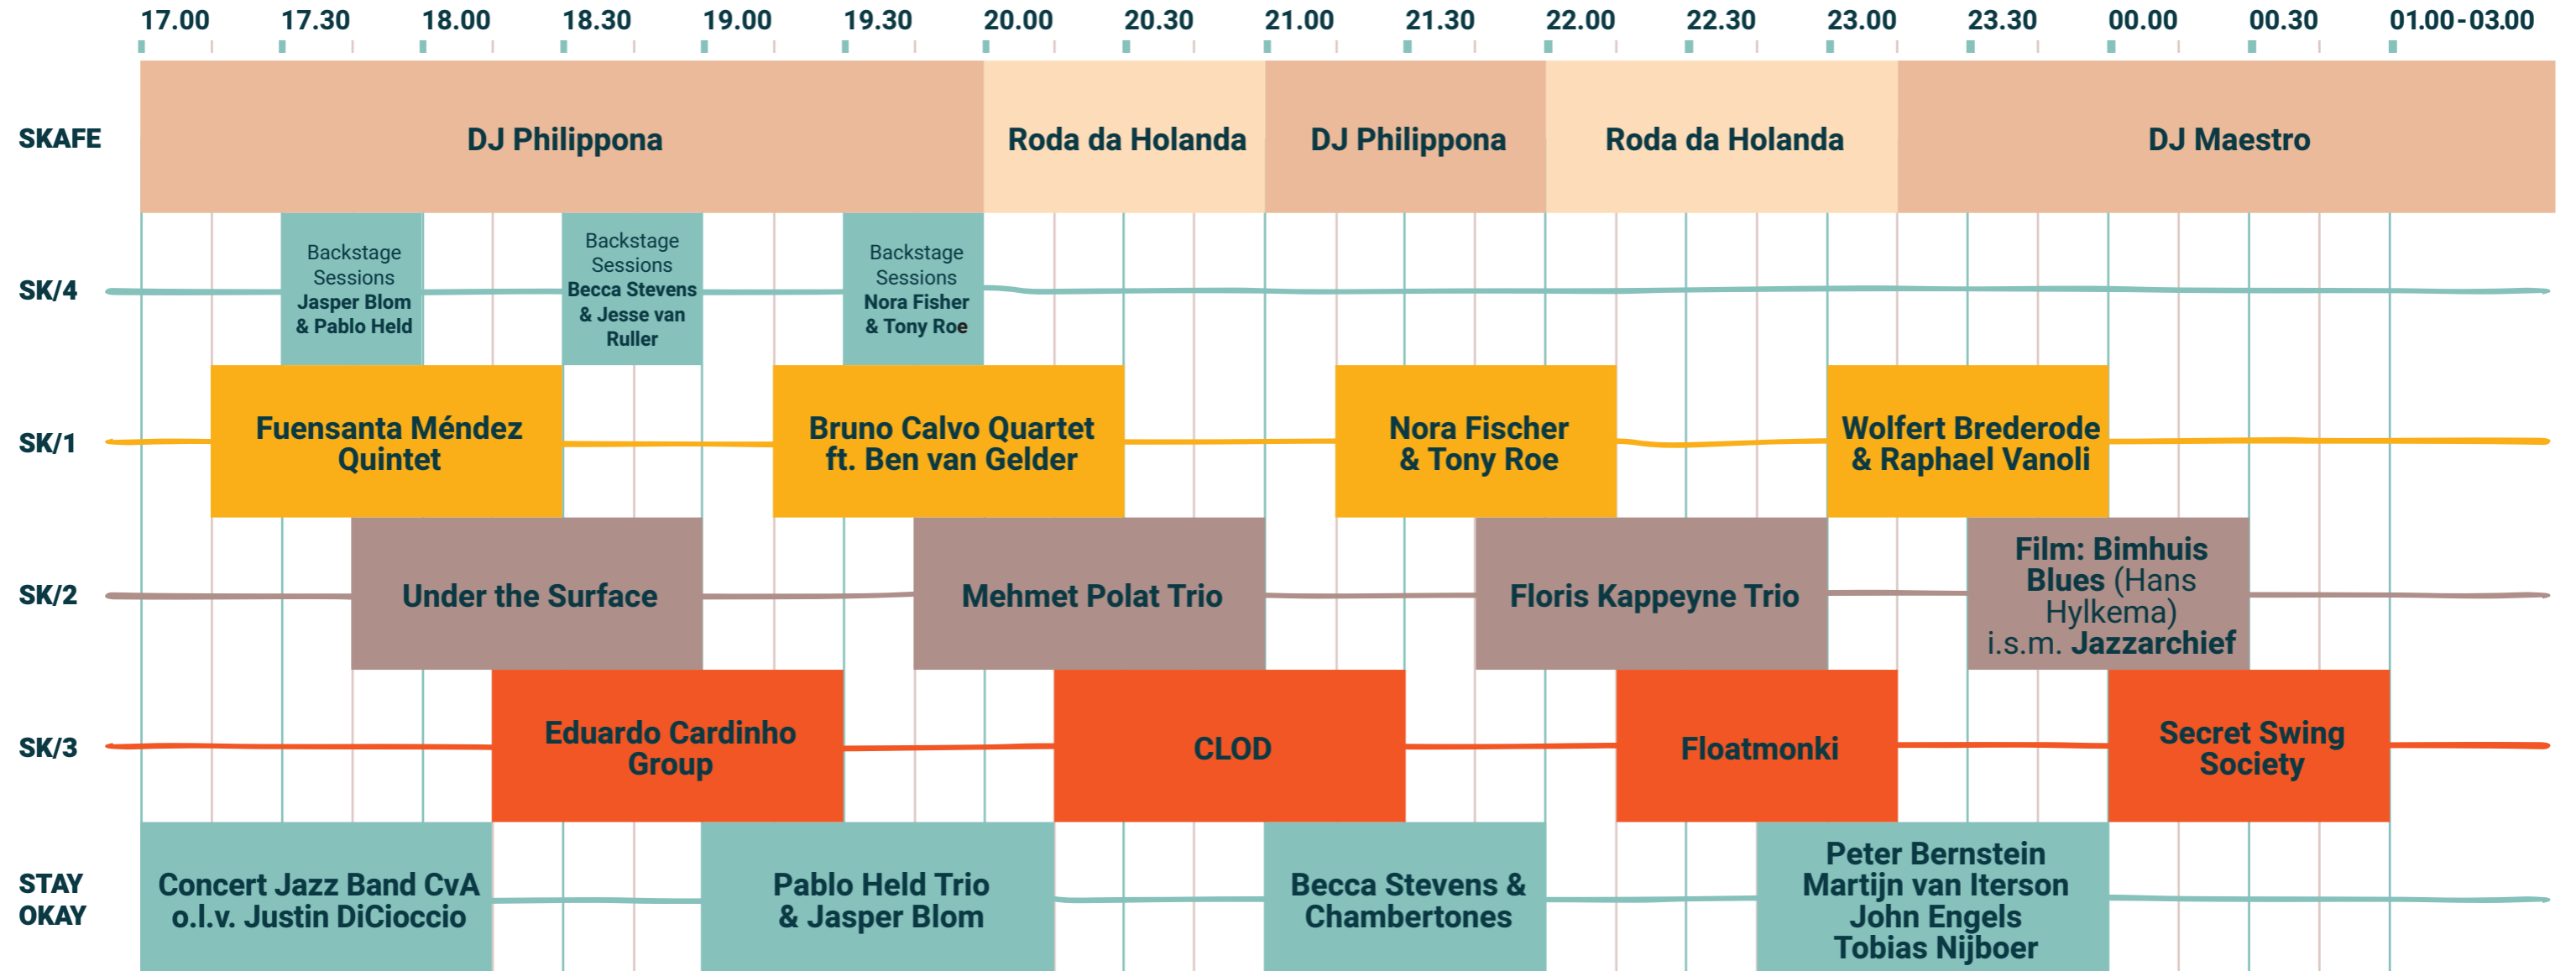 17.00 17.30 18.00 18.30 19.00 19.30 20.00 20.30 21.00 21.30 22.00 22.30 23.00 23.30 00.00 00.30 01.00-03.00
SKAFE
DJ Philippona
Roda da Holanda
DJ Philippona
Roda da Holanda
DJ Maestro
SK/4
Backstage
Sessions
Jasper Blom
& Pablo Held
Backstage
Sessions
Becca Stevens
& Jesse van
Ruller
Backstage
Sessions
Nora Fisher
& Tony Roe
SK/1
Fuensanta Méndez
Quintet
Bruno Calvo Quartet
ft. Ben van Gelder
Nora Fischer
& Tony Roe
Wolfert Brederode
& Raphael Vanoli
SK/2
Under the Surface
Mehmet Polat Trio
Floris Kappeyne Trio
Film: Bimhuis
Blues (Hans
Hylkema)
i.s.m. Jazzarchief
SK/3
Eduardo Cardinho
Group
CLOD
Floatmonki
Secret Swing
Society
STAY
OKAY
Concert Jazz Band CvA
o.l.v. Justin DiCioccio
Pablo Held Trio
& Jasper Blom
Becca Stevens &
Chambertones
Peter Bernstein
Martijn van Iterson
John Engels
Tobias Nijboer